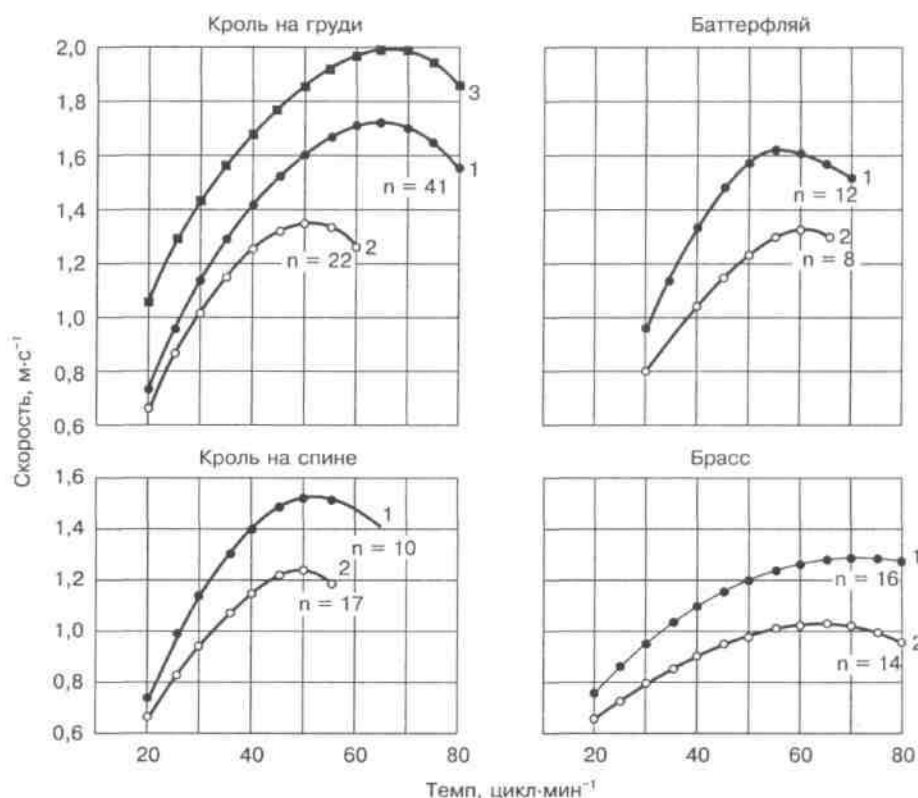 Кроль на груди
Баттерфляй
2,0
1,8
1,6
1,4
1,2
1,0
0,8
0,6
3
1
n = 41
2
n = 22
1
n = 12
2
n = 8
Скорость, м·с⁻¹
Кроль на спине
Брасс
1,6
1,4
1,2
1,0
0,8
0,6
1
n = 10
2
n = 17
1
n = 16
2
n = 14
20 40 60 80
20 40 60 80
Темп, цикл·мин⁻¹